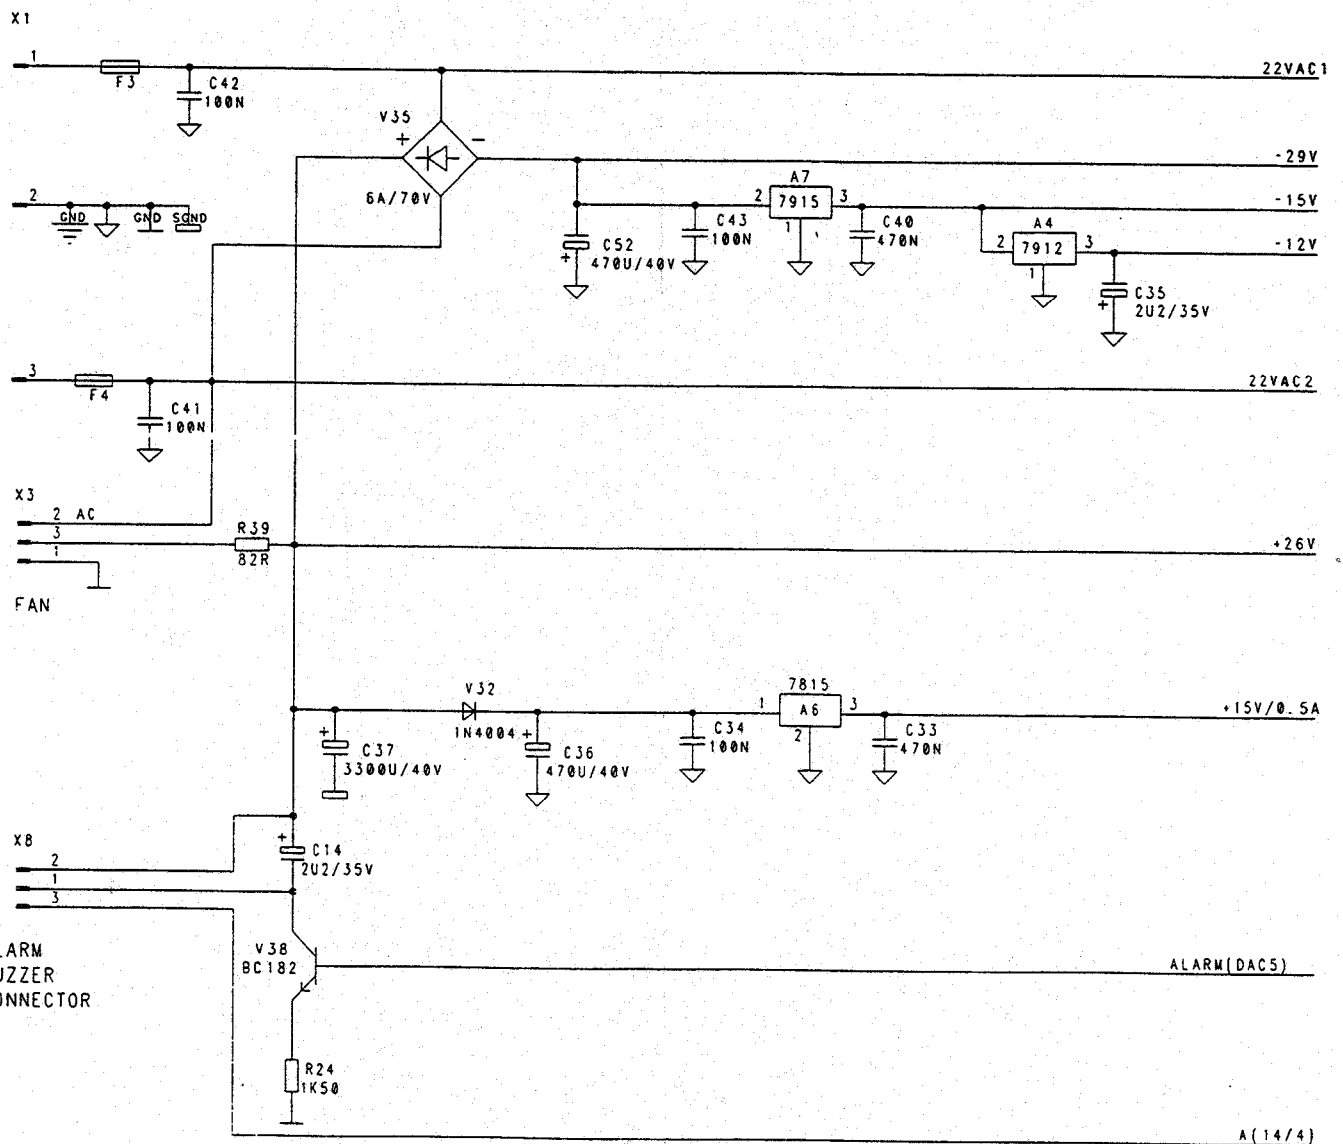 X1
1
F3
C42
100N
22VAC1
V35
+
-
6A/70V
-29V
2
GND
GND
SGND
C52
+
470U/40V
C43
100N
A7
2
7915
3
1
C40
470N
-15V
A4
2
7912
3
1
-12V
C35
+
2U2/35V
3
F4
C41
100N
22VAC2
X3
2 AC
3
1
R39
82R
+26V
FAN
V32
1N4004
+
C37
3300U/40V
+
C36
470U/40V
C34
100N
7815
1
A6
3
2
C33
470N
+15V/0.5A
X8
2
1
3
+
C14
2U2/35V
LARM
UZZER
ONNECTOR
V38
BC182
ALARM(DAC5)
R24
1K50
A(14/4)